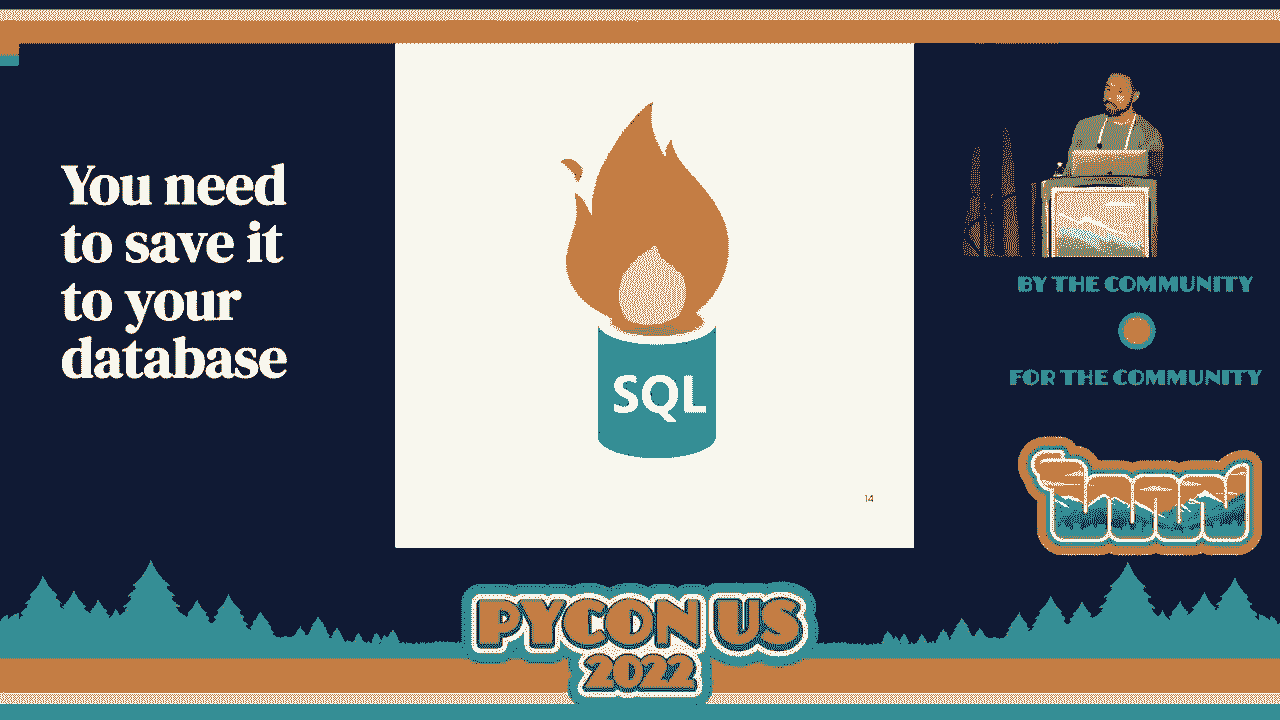 You need
to save it
to your
database
SQL
14
BY THE COMMUNITY
FOR THE COMMUNITY
PYCON US
2022